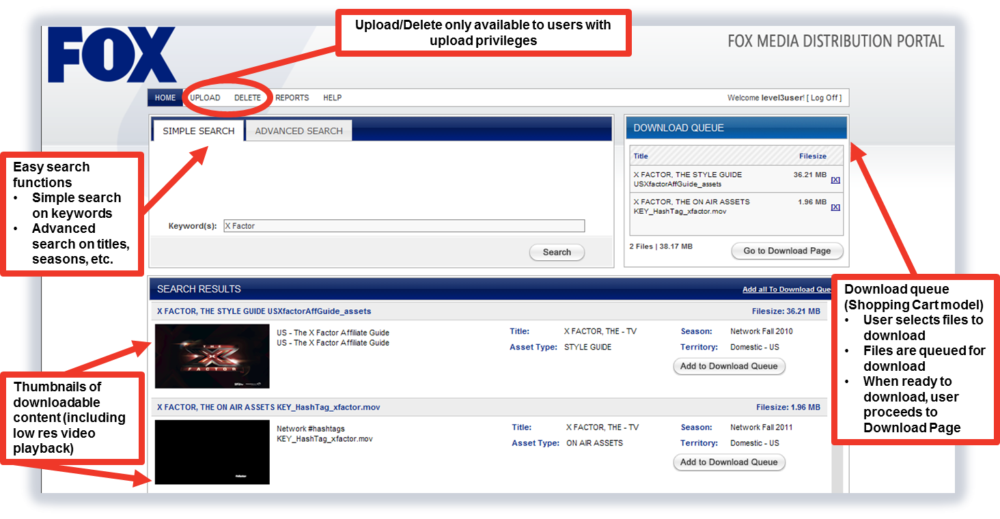 Upload/Delete only available to users with
upload privileges
FOX
FOX MEDIA DISTRIBUTION PORTAL
HOME UPLOAD DELETE REPORTS HELP
Welcome level3user! [ Log Off ]
SIMPLE SEARCH ADVANCED SEARCH
Keyword(s): X Factor
Search
DOWNLOAD QUEUE
Title Filesize
X FACTOR, THE STYLE GUIDE 36.21 MB [X]
USXfactorAffGuide_assets
X FACTOR, THE ON AIR ASSETS 1.96 MB [X]
KEY_HashTag_xfactor.mov
2 Files | 38.17 MB
Go to Download Page
Easy search
functions
• Simple search
on keywords
• Advanced
search on titles,
seasons, etc.
SEARCH RESULTS
Add all To Download Que
X FACTOR, THE STYLE GUIDE USXfactorAffGuide_assets Filesize: 36.21 MB
THE
X
FACTOR
US - The X Factor Affiliate Guide
US - The X Factor Affiliate Guide
Title: X FACTOR, THE - TV Season: Network Fall 2010
Asset Type: STYLE GUIDE Territory: Domestic - US
Add to Download Queue
X FACTOR, THE ON AIR ASSETS KEY_HashTag_xfactor.mov Filesize: 1.96 MB
Network #hashtags
KEY_HashTag_xfactor.mov
Title: X FACTOR, THE - TV Season: Network Fall 2011
Asset Type: ON AIR ASSETS Territory: Domestic - US
Add to Download Queue
Thumbnails of
downloadable
content (including
low res video
playback)
Download queue
(Shopping Cart model)
• User selects files to
download
• Files are queued for
download
• When ready to
download, user
proceeds to
Download Page